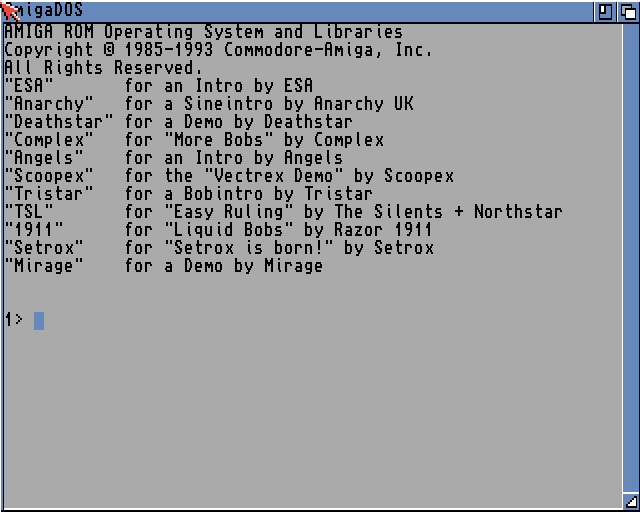 AmigaDOS
AMIGA ROM Operating System and Libraries
Copyright © 1985-1993 Commodore-Amiga, Inc.
All Rights Reserved.
"ESA" for an Intro by ESA
"Anarchy" for a Sineintro by Anarchy UK
"Deathstar" for a Demo by Deathstar
"Complex" for "More Bobs" by Complex
"Angels" for an Intro by Angels
"Scoopex" for the "Vectrex Demo" by Scoopex
"Tristar" for a Bobintro by Tristar
"TSL" for "Easy Ruling" by The Silents + Northstar
"1911" for "Liquid Bobs" by Razor 1911
"Setrox" for "Setrox is born!" by Setrox
"Mirage" for a Demo by Mirage
1>